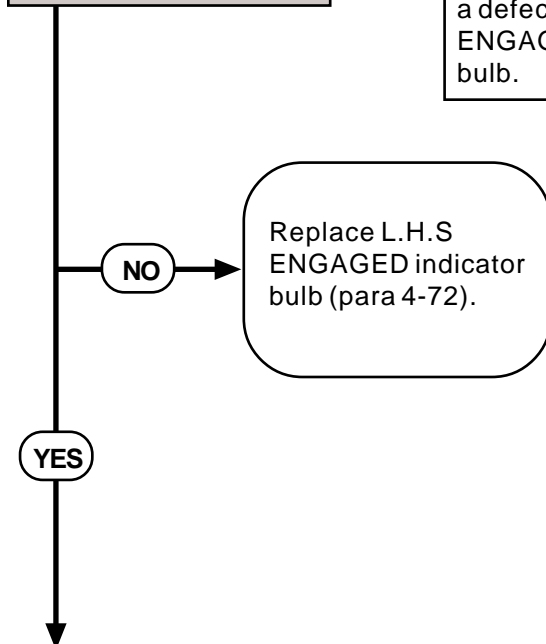 a defec
ENGAG
bulb.
NO
Replace L.H.S
ENGAGED indicator
bulb (para 4-72).
YES